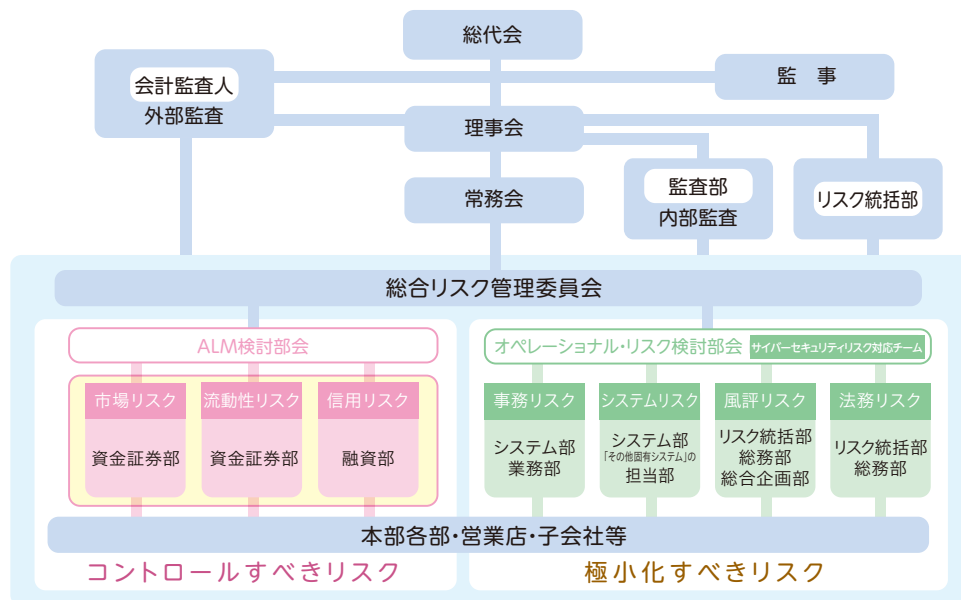 総代会
会計監査人
外部監査
監　事
理事会
常務会
監査部
内部監査
リスク統括部
総合リスク管理委員会
ALM検討部会
オペレーショナル・リスク検討部会 サイバーセキュリティリスク対応チーム
市場リスク
資金証券部
流動性リスク
資金証券部
信用リスク
融資部
事務リスク
システム部
業務部
システムリスク
システム部
「その他固有システム」の
担当部
風評リスク
リスク統括部
総務部
総合企画部
法務リスク
リスク統括部
総務部
本部各部・営業店・子会社等
コントロールすべきリスク
極小化すべきリスク